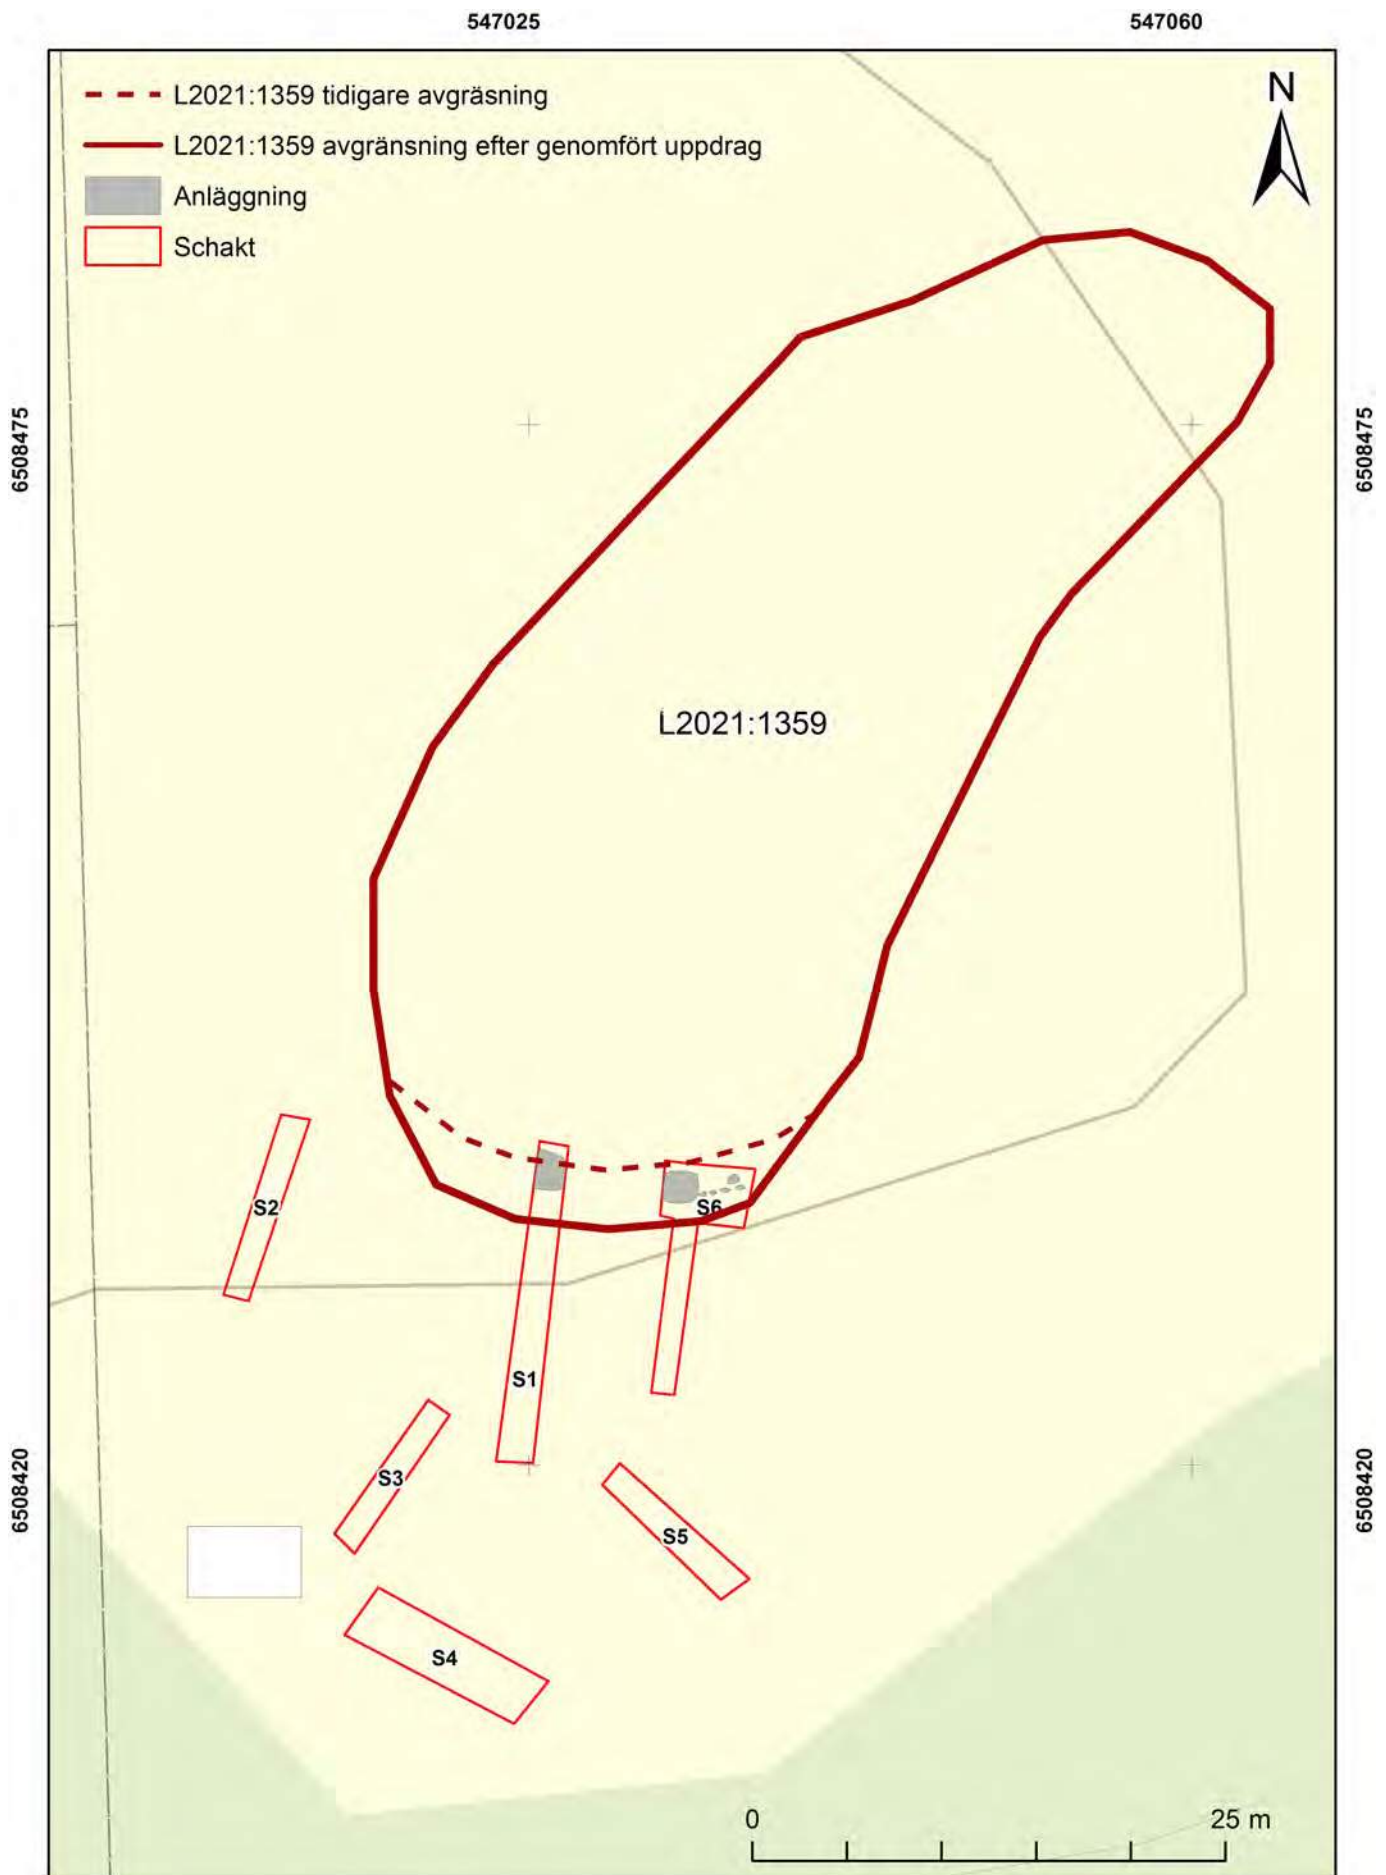 547025
547060
L2021:1359 tidigare avgräsning
L2021:1359 avgränsning efter genomfört uppdrag
Anläggning
Schakt
N
6508475
6508475
L2021:1359
S2
S6
S1
S3
S5
S4
6508420
6508420
0
25 m